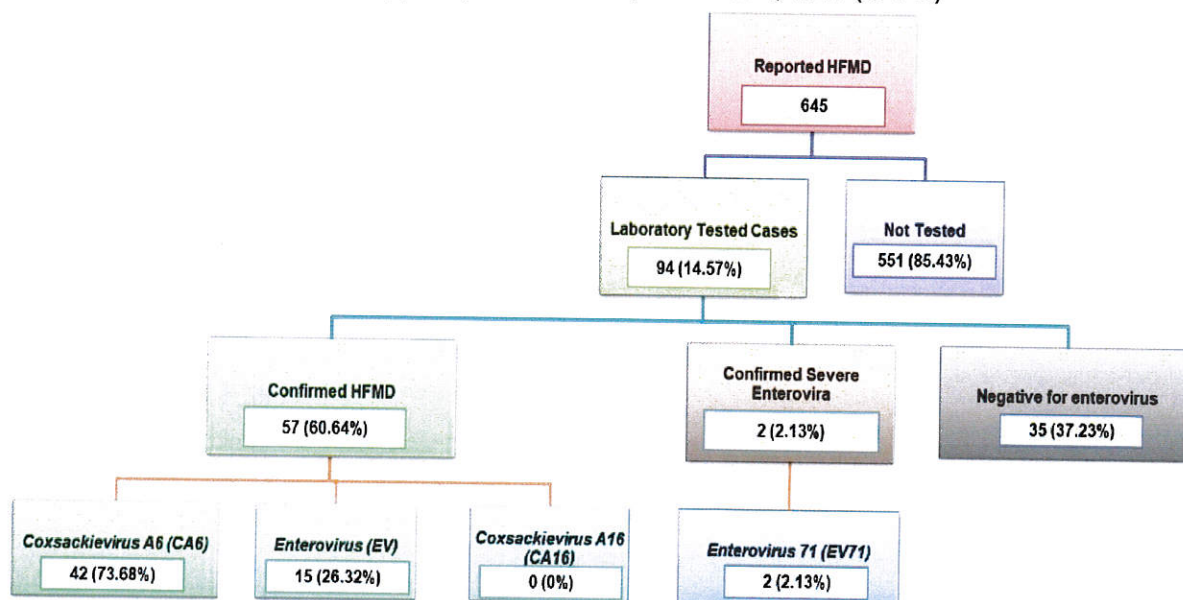 Reported HFMD
645
Laboratory Tested Cases
94 (14.57%)
Not Tested
551 (85.43%)
Confirmed HFMD
57 (60.64%)
Confirmed Severe
Enterovira
2 (2.13%)
Negative for enterovirus
35 (37.23%)
Coxsackievirus A6 (CA6)
42 (73.68%)
Enterovirus (EV)
15 (26.32%)
Coxsackievirus A16
(CA16)
0 (0%)
Enterovirus 71 (EV71)
2 (2.13%)